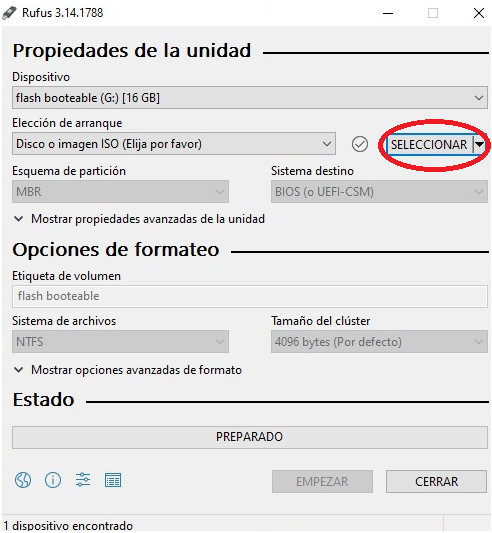 Rufus 3.14.1788
Propiedades de la unidad
Dispositivo
flash booteable (G:) [16 GB]
Elección de arranque
Disco o imagen ISO (Elija por favor)
SELECCIONAR
Esquema de partición
Sistema destino
MBR
BIOS (o UEFI-CSM)
Mostrar propiedades avanzadas de la unidad
Opciones de formateo
Etiqueta de volumen
flash booteable
Sistema de archivos
Tamaño del clúster
NTFS
4096 bytes (Por defecto)
Mostrar opciones avanzadas de formato
Estado
PREPARADO
EMPEZAR
CERRAR
1 dispositivo encontrado